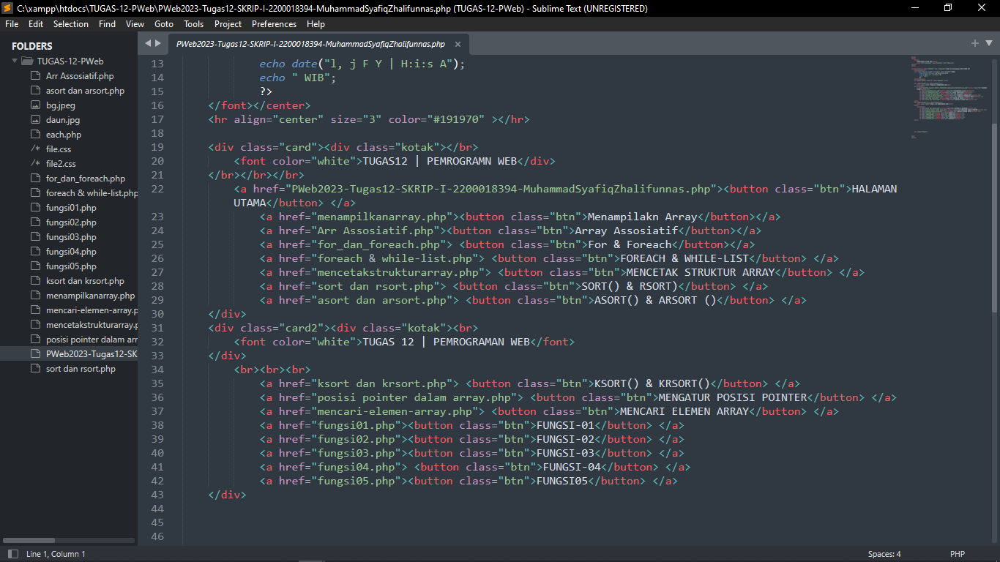 C:\xampp\htdocs\TUGAS-12-PWeb\PWeb2023-Tugas12-SKRIP-I-2200018394-MuhammadSyafiqZhalifunnas.php (TUGAS-12-PWeb) - Sublime Text (UNREGISTERED)
File Edit Selection Find View Goto Tools Project Preferences Help
FOLDERS
TUGAS-12-PWeb
Arr Assosiatif.php
asort dan arsort.php
bg.jpeg
daun.jpg
each.php
/* file.css
/* file2.css
for_dan_foreach.php
foreach & while-list.php
fungsi01.php
fungsi02.php
fungsi03.php
fungsi04.php
fungsi05.php
ksort dan krsort.php
menampilkanarray.php
mencari-elemen-array.p
mencetakstrukturarray.p
posisi pointer dalam arr
PWeb2023-Tugas12-SK
sort dan rsort.php
PWeb2023-Tugas12-SKRIP-I-2200018394-MuhammadSyafiqZhalifunnas.php ×
13 echo date("l, j F Y | H:i:s A");
14 echo " WIB";
15 ?>
16 </font></center>
17 <hr align="center" size="3" color="#191970" ></hr>
18
19 <div class="card"><div class="kotak"></br>
20 <font color="white">TUGAS12 | PEMROGRAMN WEB</div>
21 </br></br></br>
22 <a href="PWeb2023-Tugas12-SKRIP-I-2200018394-MuhammadSyafiqZhalifunnas.php"><button class="btn">HALAMAN
UTAMA</button> </a>
23 <a href="menampilkanarray.php"><button class="btn">Menampilakn Array</button></a>
24 <a href="Arr Assosiatif.php"><button class="btn">Array Assosiatif</button></a>
25 <a href="for_dan_foreach.php"> <button class="btn">For & Foreach</button></a>
26 <a href="foreach & while-list.php"> <button class="btn">FOREACH & WHILE-LIST</button> </a>
27 <a href="mencetakstrukturarray.php"> <button class="btn">MENCETAK STRUKTUR ARRAY</button> </a>
28 <a href="sort dan rsort.php"> <button class="btn">SORT() & RSORT)</button> </a>
29 <a href="asort dan arsort.php"> <button class="btn">ASORT() & ARSORT ()</button> </a>
30 </div>
31 <div class="card2"><div class="kotak"><br>
32 <font color="white">TUGAS 12 | PEMROGRAMAN WEB</font>
33 </div>
34 <br><br><br>
35 <a href="ksort dan krsort.php"> <button class="btn">KSORT() & KRSORT()</button> </a>
36 <a href="posisi pointer dalam array.php"> <button class="btn">MENGATUR POSISI POINTER</button> </a>
37 <a href="mencari-elemen-array.php"> <button class="btn">MENCARI ELEMEN ARRAY</button> </a>
38 <a href="fungsi01.php"><button class="btn">FUNGSI-01</button> </a>
39 <a href="fungsi02.php"><button class="btn">FUNGSI-02</button> </a>
40 <a href="fungsi03.php"><button class="btn">FUNGSI-03</button> </a>
41 <a href="fungsi04.php"> <button class="btn">FUNGSI-04</button> </a>
42 <a href="fungsi05.php"><button class="btn">FUNGSI05</button> </a>
43 </div>
44
45
46
Line 1, Column 1
Spaces: 4
PHP